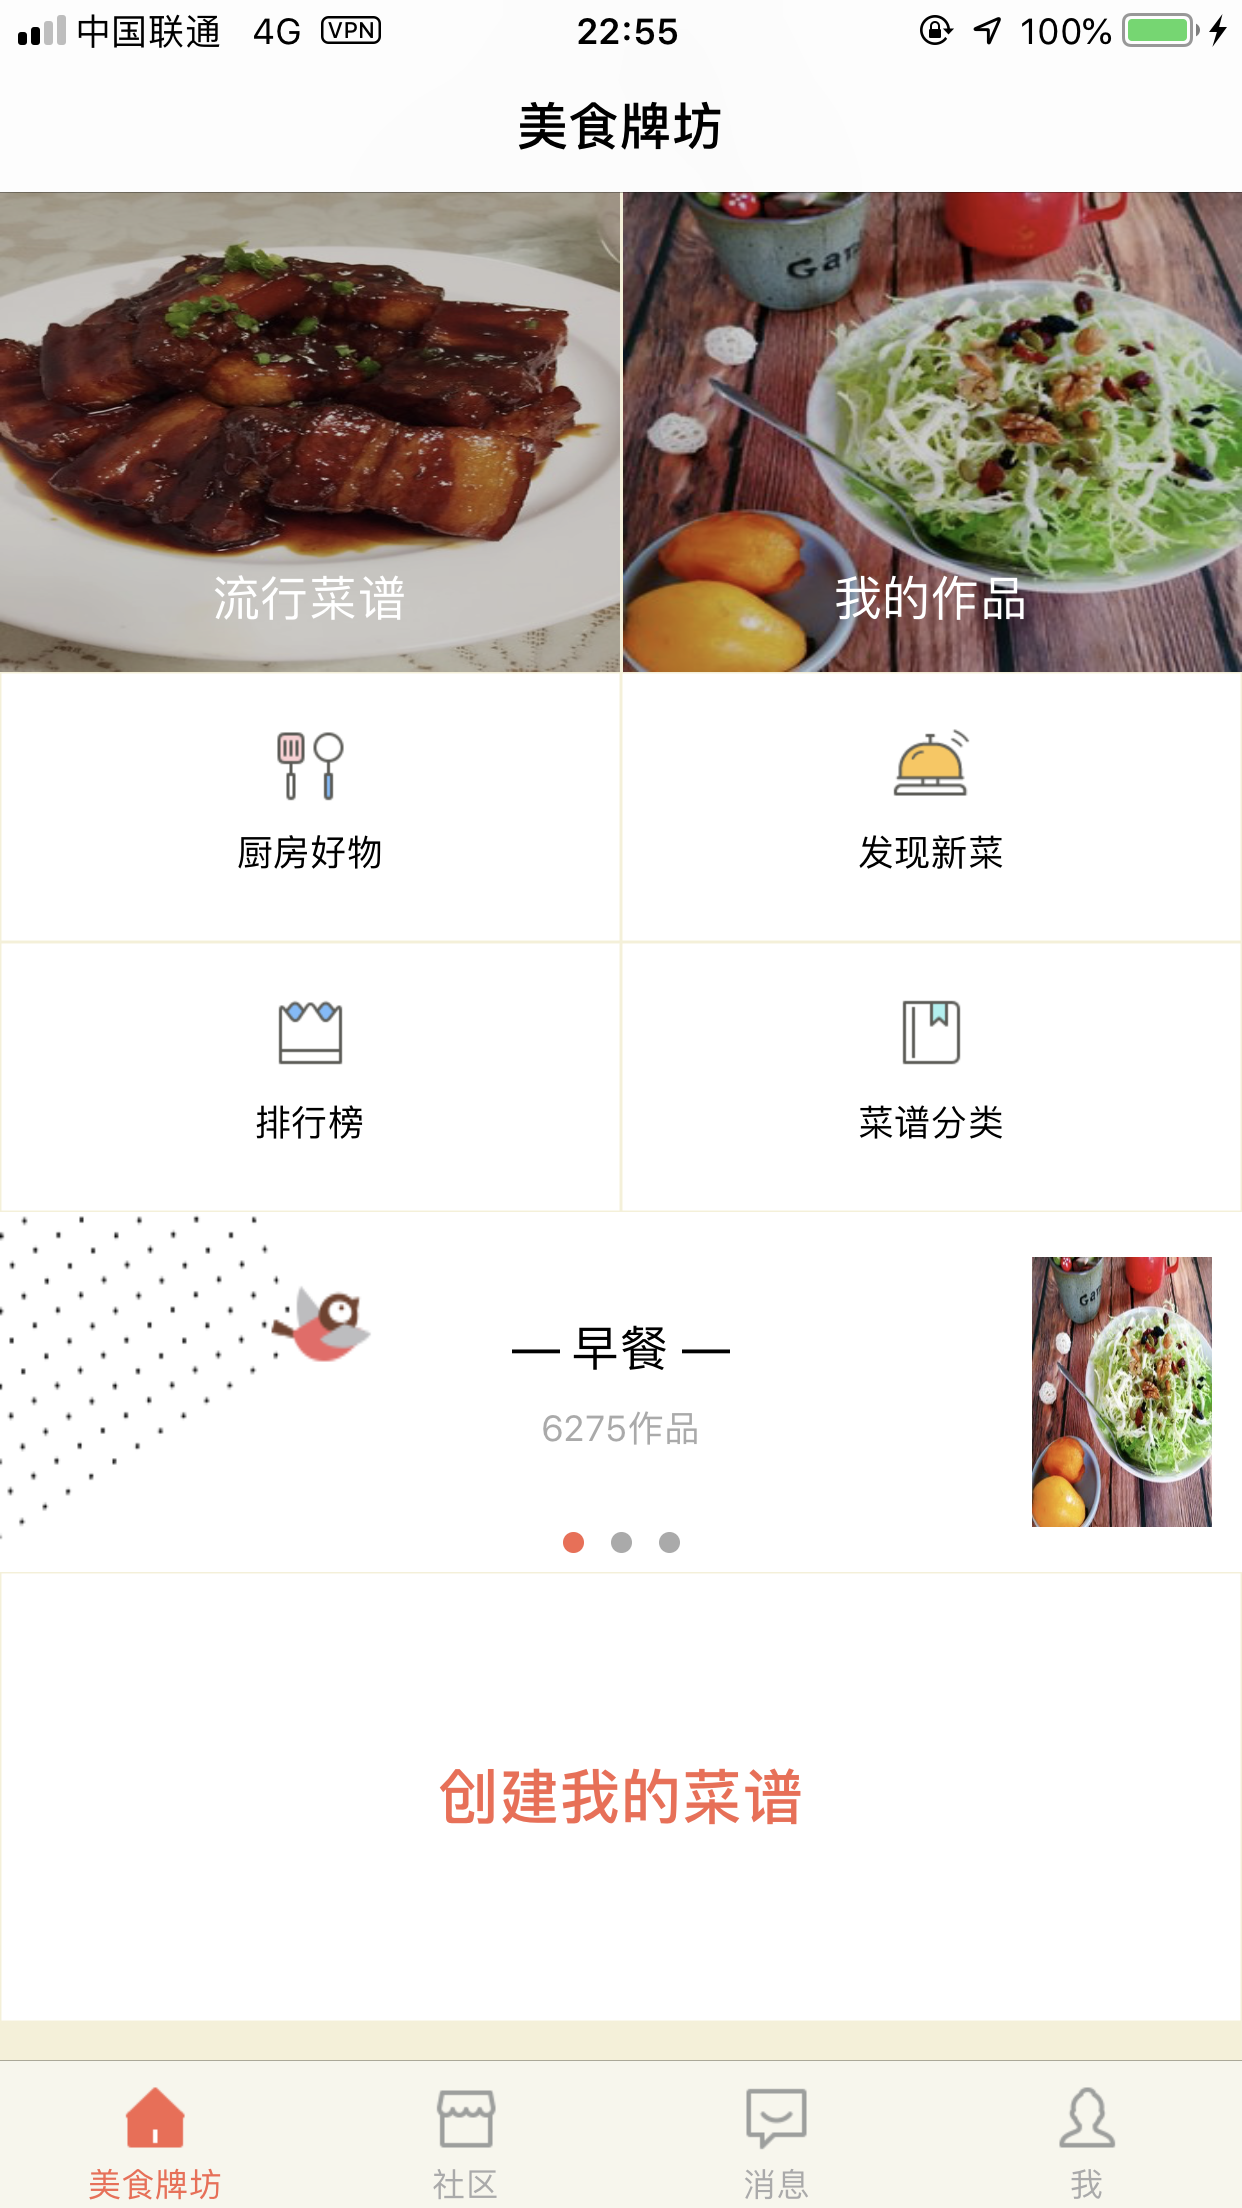 中国联通 4G VPN 22:55 100%
美食牌坊
Gar
流行菜谱 我的作品
厨房好物 发现新菜
排行榜 菜谱分类
— 早餐 —
6275作品
Gar
创建我的菜谱
美食牌坊 社区 消息 我